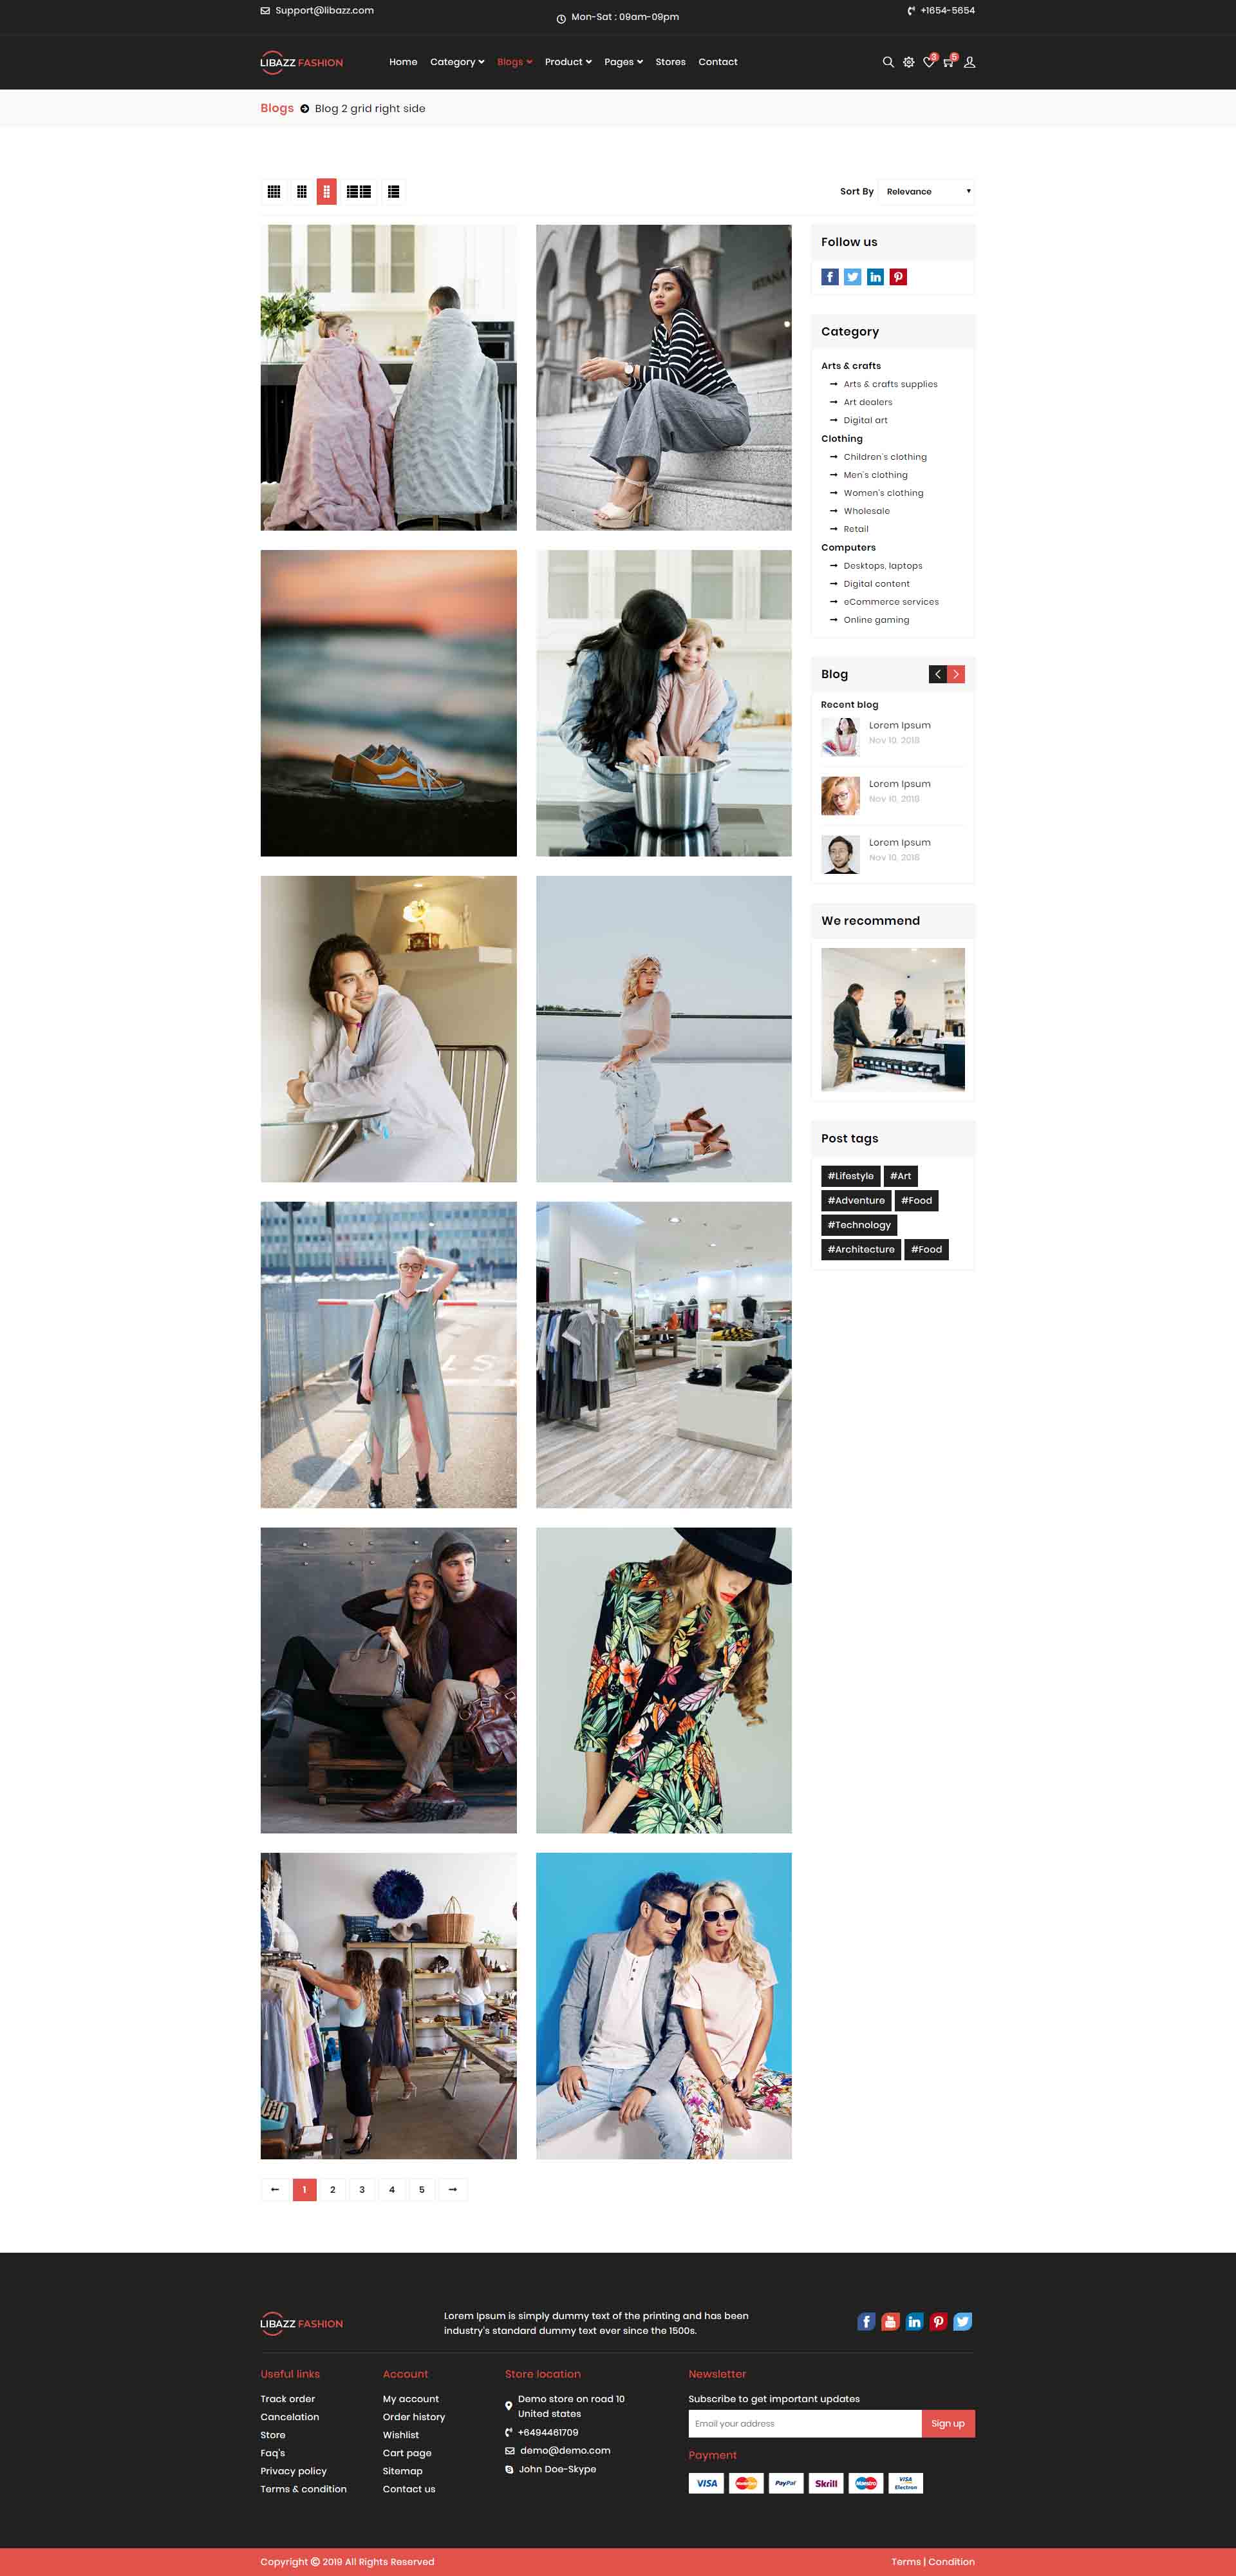 Support@libazz.com
Mon-Sat : 09am-09pm
+1654-5654
LIBAZZ FASHION
Home Category Blogs Product Pages Stores Contact
3 5
Blogs Blog 2 grid right side
Sort By Relevance
Follow us
Category
Arts & crafts
Arts & crafts supplies
Art dealers
Digital art
Clothing
Children's clothing
Men's clothing
Women's clothing
Wholesale
Retail
Computers
Desktops, laptops
Digital content
eCommerce services
Online gaming
Blog
Recent blog
Lorem Ipsum
Nov 10, 2018
Lorem Ipsum
Nov 10, 2018
Lorem Ipsum
Nov 10, 2018
We recommend
Post tags
#Lifestyle #Art
#Adventure #Food
#Technology
#Architecture #Food
1 2 3 4 5
LIBAZZ FASHION
Lorem Ipsum is simply dummy text of the printing and has been
industry's standard dummy text ever since the 1500s.
Useful links
Track order
Cancelation
Store
Faq's
Privacy policy
Terms & condition
Account
My account
Order history
Wishlist
Cart page
Sitemap
Contact us
Store location
Demo store on road 10
United states
+6494461709
demo@demo.com
John Doe-Skype
Newsletter
Subscribe to get important updates
Email your address Sign up
Payment
VISA MasterCard PayPal Skrill Maestro VISA Electron
Copyright © 2019 All Rights Reserved
Terms | Condition